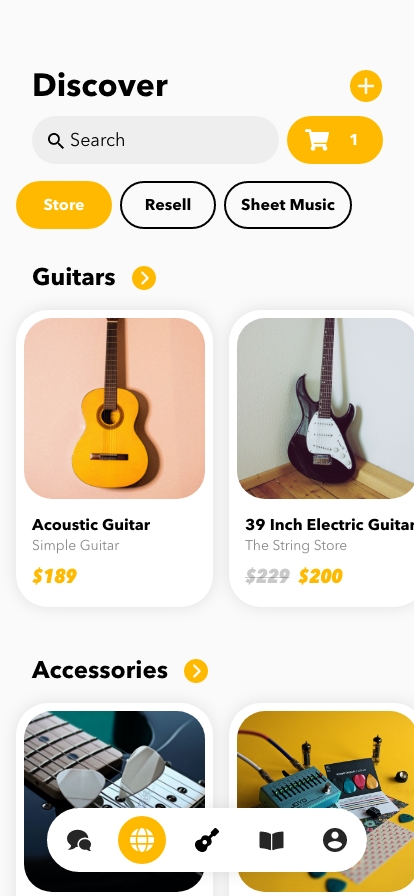 Discover
Search
1
Store
Resell
Sheet Music
Guitars
Acoustic Guitar
Simple Guitar
$189
39 Inch Electric Guitar
The String Store
$229 $200
Accessories